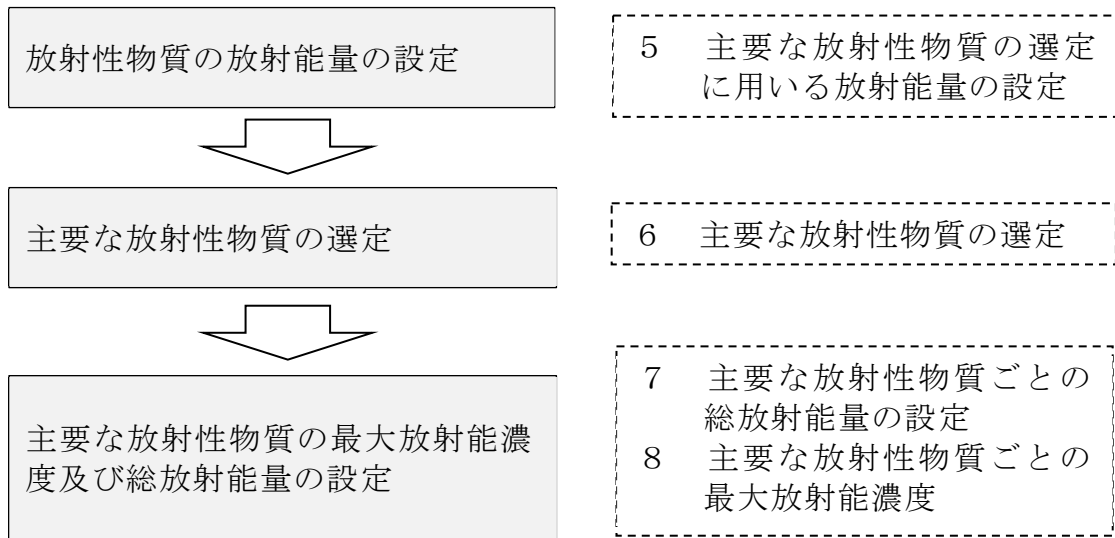 放射性物質の放射能量の設定
5 主要な放射性物質の選定
に用いる放射能量の設定
主要な放射性物質の選定
6 主要な放射性物質の選定
主要な放射性物質の最大放射能濃
度及び総放射能量の設定
7 主要な放射性物質ごとの
総放射能量の設定
8 主要な放射性物質ごとの
最大放射能濃度